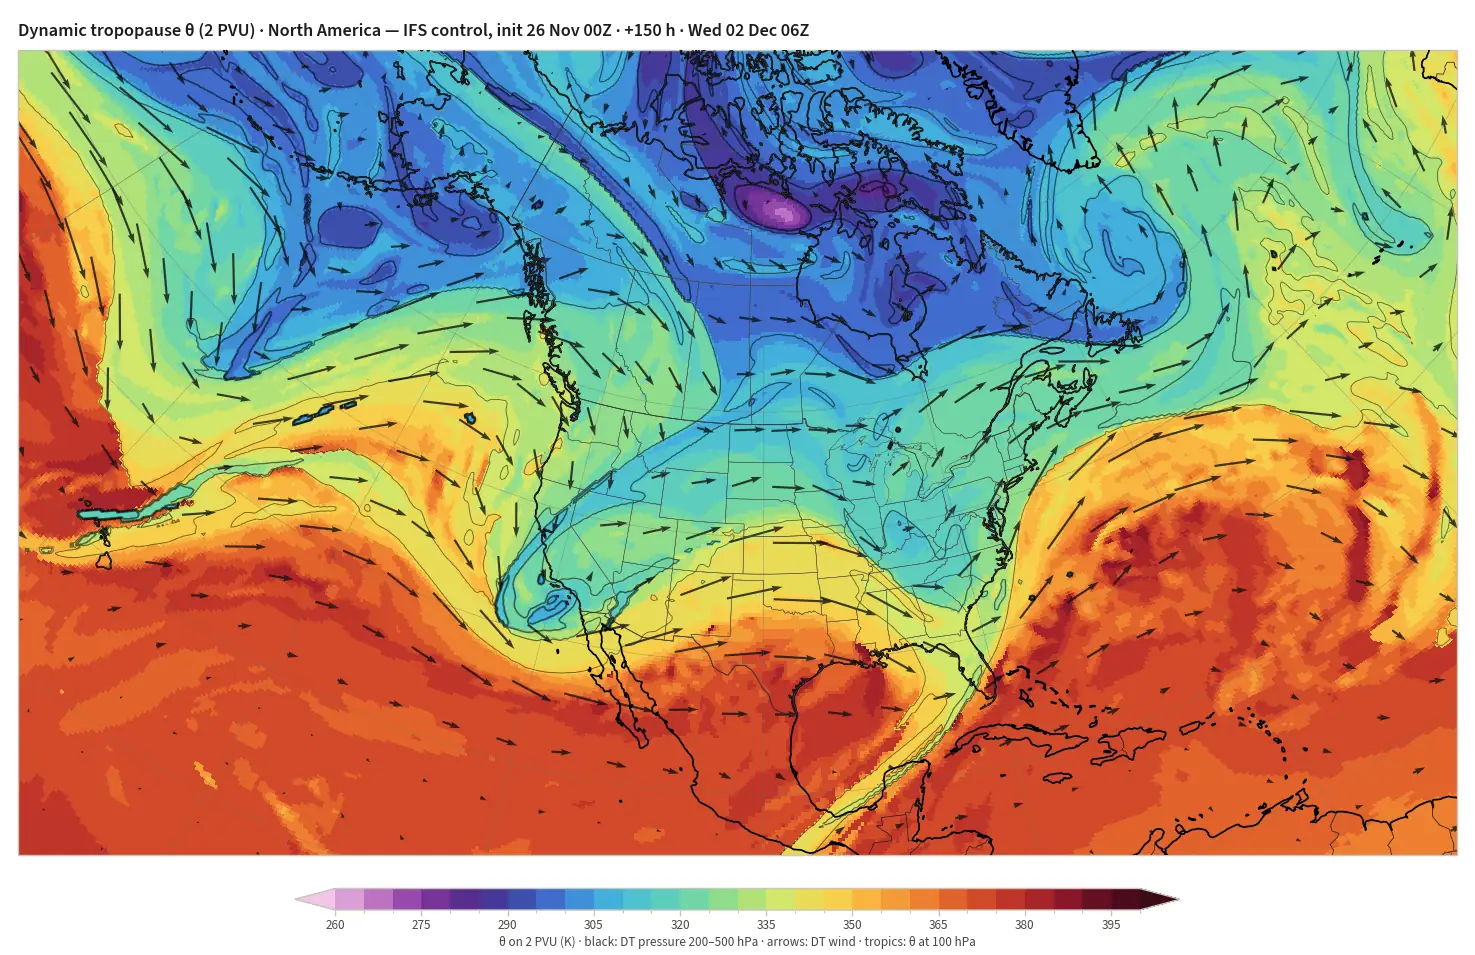 Dynamic tropopause θ (2 PVU) · North America — IFS control, init 26 Nov 00Z · +150 h · Wed 02 Dec 06Z
260 275 290 305 320 335 350 365 380 395
θ on 2 PVU (K) · black: DT pressure 200–500 hPa · arrows: DT wind · tropics: θ at 100 hPa